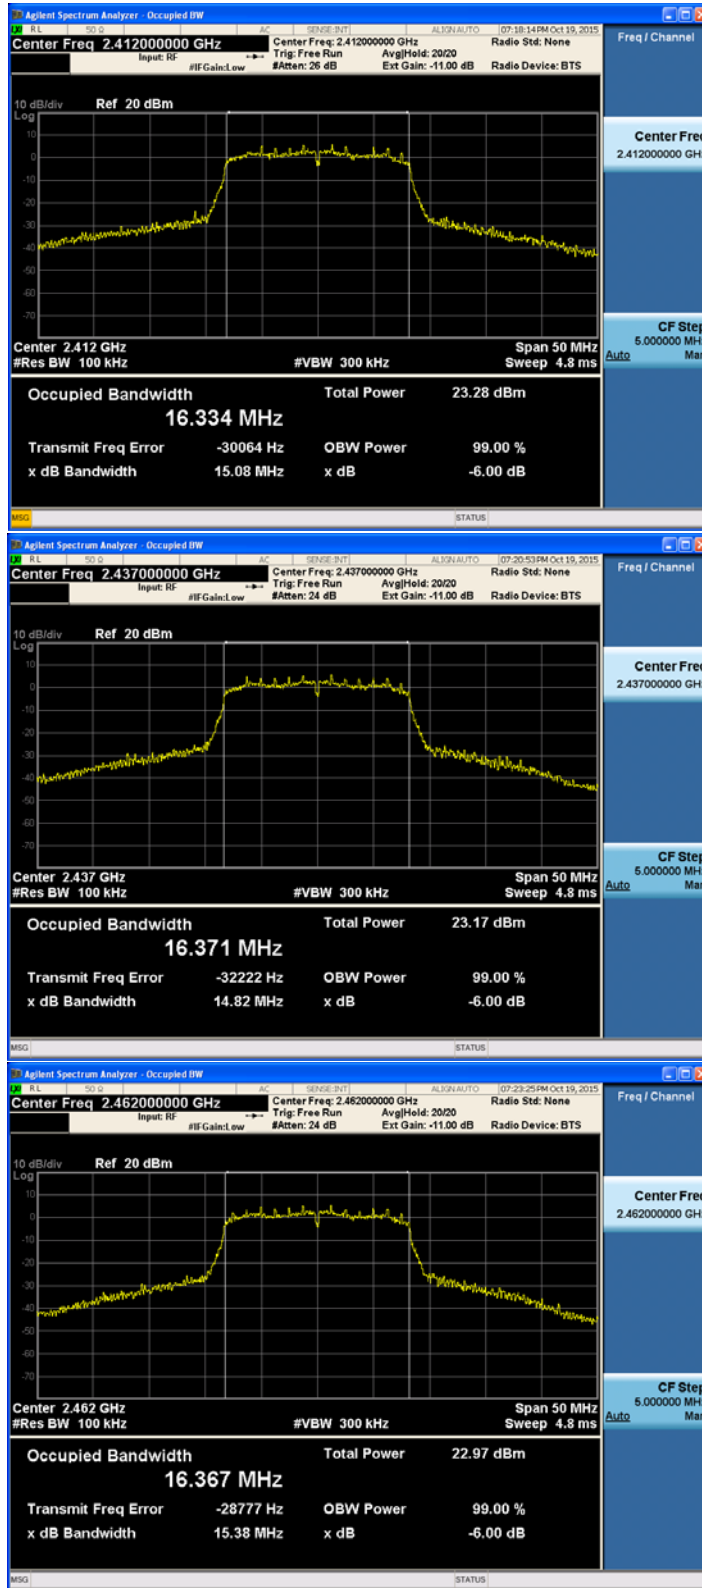 Agilent Spectrum Analyzer - Occupied BW
RL 50 Ω AC SENSE:INT ALIGN AUTO 07:18:14 PM Oct 19, 2015
Center Freq 2.412000000 GHz Center Freq: 2.412000000 GHz Radio Std: None Freq / Channel
Input: RF Trig: Free Run Avg|Hold: 20/20
#IFGain:Low #Atten: 26 dB Ext Gain: -11.00 dB Radio Device: BTS
10 dB/div Ref 20 dBm
Log
10
0
-10
-20
-30
-40
-50
-60
-70
Center Freq
2.412000000 GHz
Center 2.412 GHz Span 50 MHz
#Res BW 100 kHz #VBW 300 kHz Sweep 4.8 ms
CF Step
5.000000 MHz
Auto Man
Occupied Bandwidth Total Power 23.28 dBm
16.334 MHz
Transmit Freq Error -30064 Hz OBW Power 99.00 %
x dB Bandwidth 15.08 MHz x dB -6.00 dB
MSG STATUS
Agilent Spectrum Analyzer - Occupied BW
RL 50 Ω AC SENSE:INT ALIGN AUTO 07:20:53 PM Oct 19, 2015
Center Freq 2.437000000 GHz Center Freq: 2.437000000 GHz Radio Std: None Freq / Channel
Input: RF Trig: Free Run Avg|Hold: 20/20
#IFGain:Low #Atten: 24 dB Ext Gain: -11.00 dB Radio Device: BTS
10 dB/div Ref 20 dBm
Log
10
0
-10
-20
-30
-40
-50
-60
-70
Center Freq
2.437000000 GHz
Center 2.437 GHz Span 50 MHz
#Res BW 100 kHz #VBW 300 kHz Sweep 4.8 ms
CF Step
5.000000 MHz
Auto Man
Occupied Bandwidth Total Power 23.17 dBm
16.371 MHz
Transmit Freq Error -32222 Hz OBW Power 99.00 %
x dB Bandwidth 14.82 MHz x dB -6.00 dB
MSG STATUS
Agilent Spectrum Analyzer - Occupied BW
RL 50 Ω AC SENSE:INT ALIGN AUTO 07:23:25 PM Oct 19, 2015
Center Freq 2.462000000 GHz Center Freq: 2.462000000 GHz Radio Std: None Freq / Channel
Input: RF Trig: Free Run Avg|Hold: 20/20
#IFGain:Low #Atten: 24 dB Ext Gain: -11.00 dB Radio Device: BTS
10 dB/div Ref 20 dBm
Log
10
0
-10
-20
-30
-40
-50
-60
-70
Center Freq
2.462000000 GHz
Center 2.462 GHz Span 50 MHz
#Res BW 100 kHz #VBW 300 kHz Sweep 4.8 ms
CF Step
5.000000 MHz
Auto Man
Occupied Bandwidth Total Power 22.97 dBm
16.367 MHz
Transmit Freq Error -28777 Hz OBW Power 99.00 %
x dB Bandwidth 15.38 MHz x dB -6.00 dB
MSG STATUS